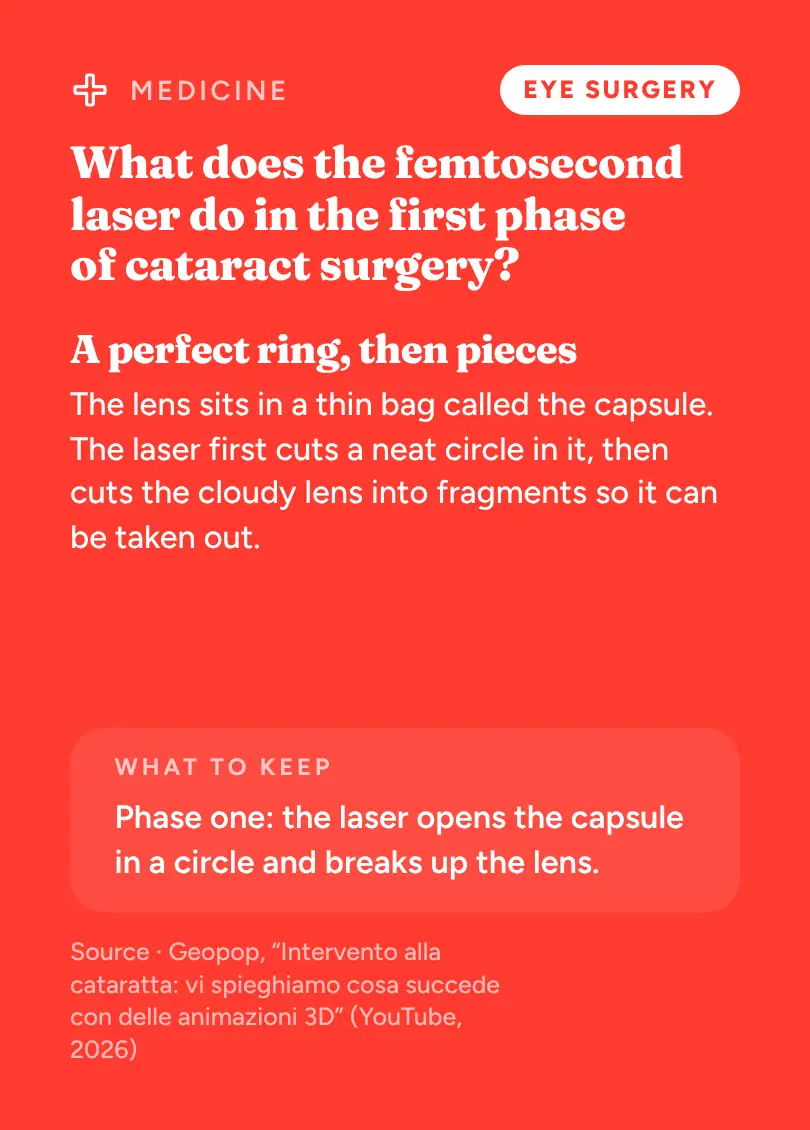 MEDICINE
EYE SURGERY
What does the femtosecond
laser do in the first phase
of cataract surgery?
A perfect ring, then pieces
The lens sits in a thin bag called the capsule.
The laser first cuts a neat circle in it, then
cuts the cloudy lens into fragments so it can
be taken out.
WHAT TO KEEP
Phase one: the laser opens the capsule
in a circle and breaks up the lens.
Source · Geopop, “Intervento alla
cataratta: vi spieghiamo cosa succede
con delle animazioni 3D” (YouTube,
2026)